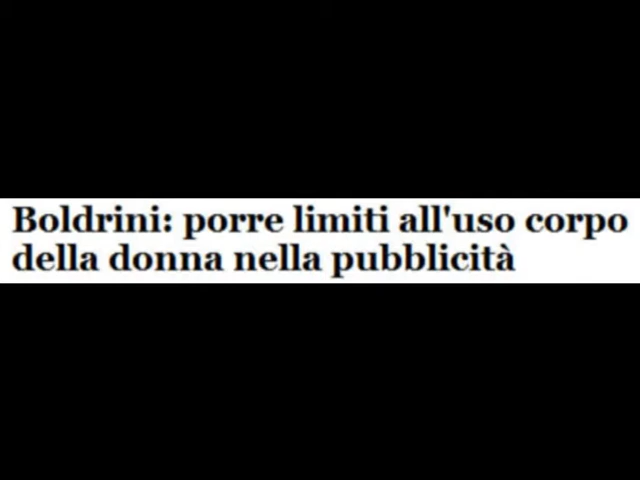 Boldrini: porre limiti all'uso corpo
della donna nella pubblicità